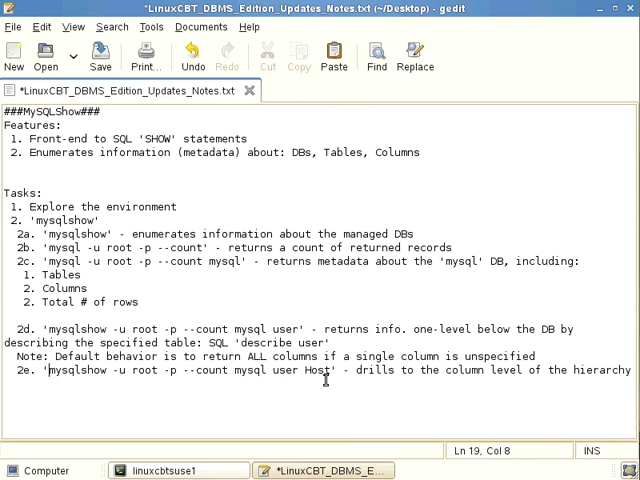 *LinuxCBT_DBMS_Edition_Updates_Notes.txt (~/Desktop) - gedit
File Edit View Search Tools Documents Help
New Open Save Print... Undo Redo Cut Copy Paste Find Replace
*LinuxCBT_DBMS_Edition_Updates_Notes.txt
###MySQLShow###
Features:
1. Front-end to SQL 'SHOW' statements
2. Enumerates information (metadata) about: DBs, Tables, Columns
Tasks:
1. Explore the environment
2. 'mysqlshow'
2a. 'mysqlshow' - enumerates information about the managed DBs
2b. 'mysql -u root -p --count' - returns a count of returned records
2c. 'mysql -u root -p --count mysql' - returns metadata about the 'mysql' DB, including:
1. Tables
2. Columns
2. Total # of rows
2d. 'mysqlshow -u root -p --count mysql user' - returns info. one-level below the DB by
describing the specified table: SQL 'describe user'
Note: Default behavior is to return ALL columns if a single column is unspecified
2e. 'mysqlshow -u root -p --count mysql user Host' - drills to the column level of the hierarchy
Ln 19, Col 8 INS
Computer linuxcbtsuse1 *LinuxCBT_DBMS_E...